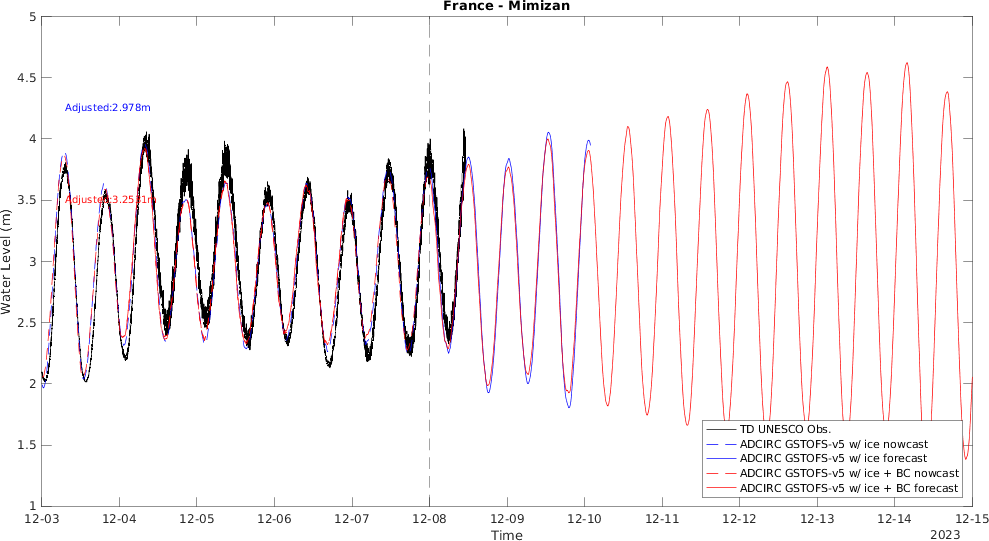 France - Mimizan
5
4.5
4
3.5
3
2.5
2
1.5
1
Water Level (m)
Adjusted:2.978m
Adjusted:3.2531m
TD UNESCO Obs.
ADCIRC GSTOFS-v5 w/ ice nowcast
ADCIRC GSTOFS-v5 w/ ice forecast
ADCIRC GSTOFS-v5 w/ ice + BC nowcast
ADCIRC GSTOFS-v5 w/ ice + BC forecast
12-03 12-04 12-05 12-06 12-07 12-08 12-09 12-10 12-11 12-12 12-13 12-14 12-15
Time
2023